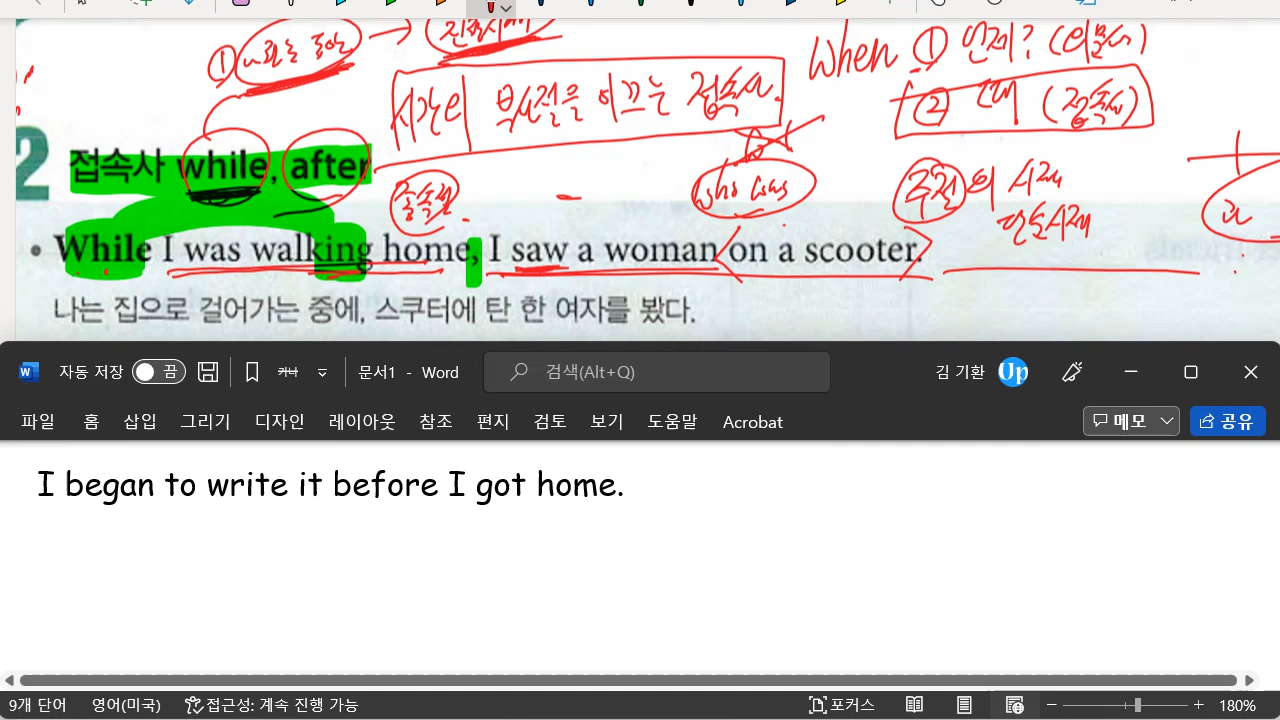 ① ~하는 동안 → 진행시제
When ① 언제? (의문사)
시간의 부사절을 이끄는 접속사.
② 때 (접속사)
2 접속사 while, after
종속절 - who was 주절의 시제
단순시제 과
• While I was walking home, I saw a woman on a scooter.
나는 집으로 걸어가는 중에, 스쿠터에 탄 한 여자를 봤다.
자동 저장 끔 문서1 - Word 검색(Alt+Q) 김 기환 Up
파일 홈 삽입 그리기 디자인 레이아웃 참조 편지 검토 보기 도움말 Acrobat 메모 공유
I began to write it before I got home.
9개 단어 영어(미국) 접근성: 계속 진행 가능 포커스 180%